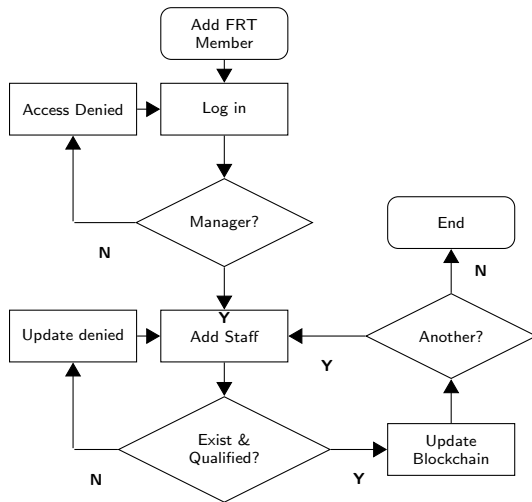 Add FRT
Member
Access Denied
Log in
Manager?
N
End
N
Y
Update denied
Add Staff
Another?
Y
Exist &
Qualified?
Update
Blockchain
N
Y